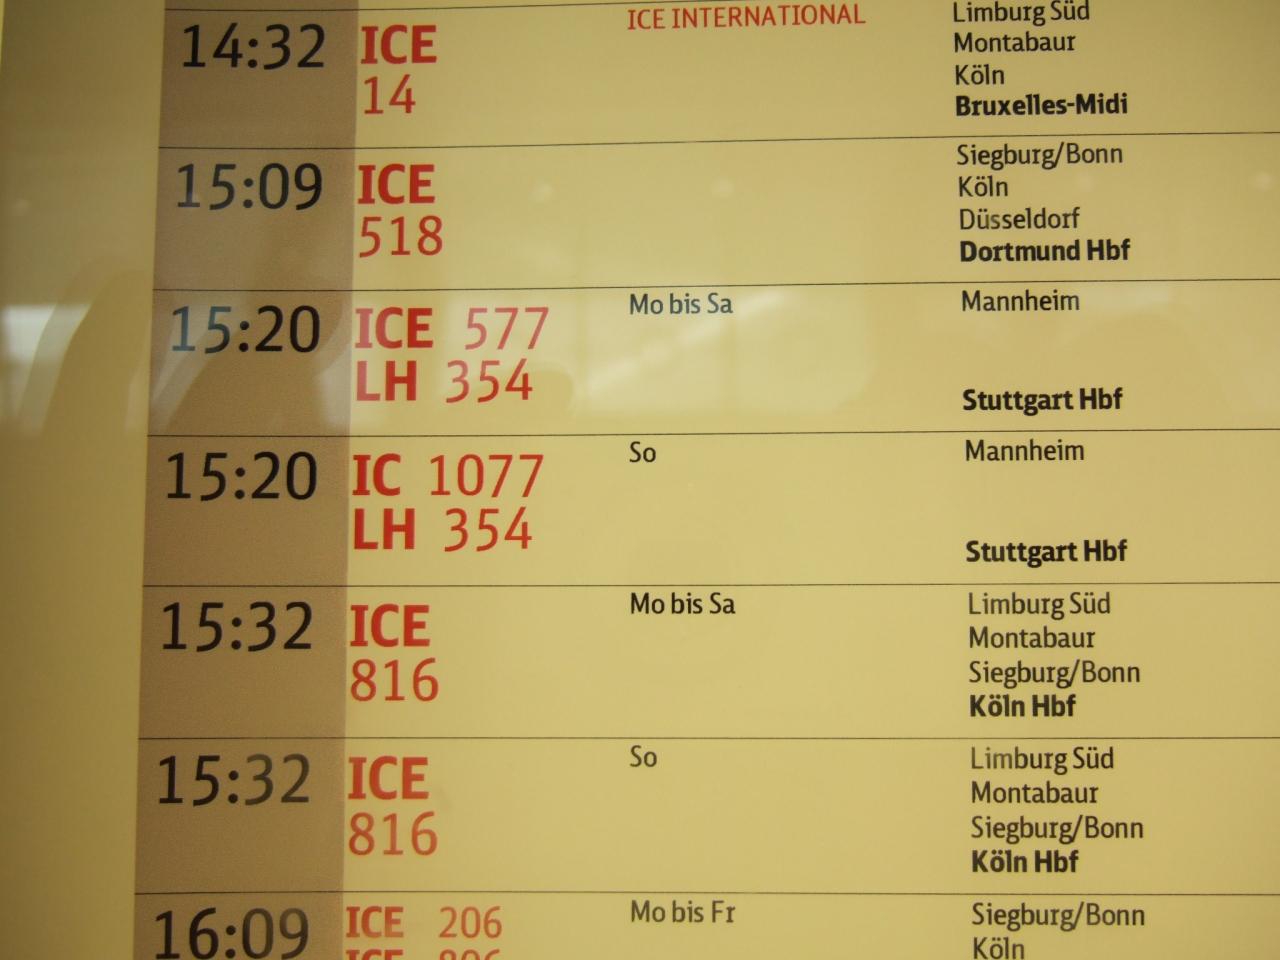 14:32 ICE 14 ICE INTERNATIONAL Limburg Süd
Montabaur
Köln
Bruxelles-Midi
15:09 ICE 518 Siegburg/Bonn
Köln
Düsseldorf
Dortmund Hbf
15:20 ICE 577 Mo bis Sa Mannheim
LH 354 Stuttgart Hbf
15:20 IC 1077 So Mannheim
LH 354 Stuttgart Hbf
15:32 ICE 816 Mo bis Sa Limburg Süd
Montabaur
Siegburg/Bonn
Köln Hbf
15:32 ICE 816 So Limburg Süd
Montabaur
Siegburg/Bonn
Köln Hbf
16:09 ICE 206 Mo bis Fr Siegburg/Bonn
Köln